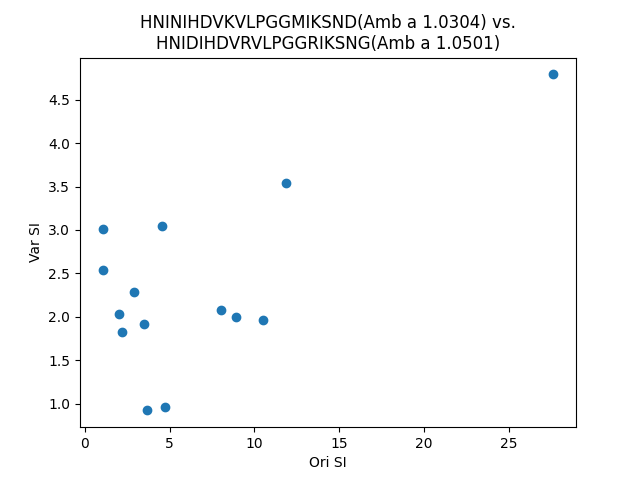 HNINIHDVKVLPGGMIKSND(Amb a 1.0304) vs.
HNIDIHDVRVLPGGRIKSNG(Amb a 1.0501)
4.5
4.0
3.5
3.0
2.5
2.0
1.5
1.0
Var SI
0 5 10 15 20 25
Ori SI